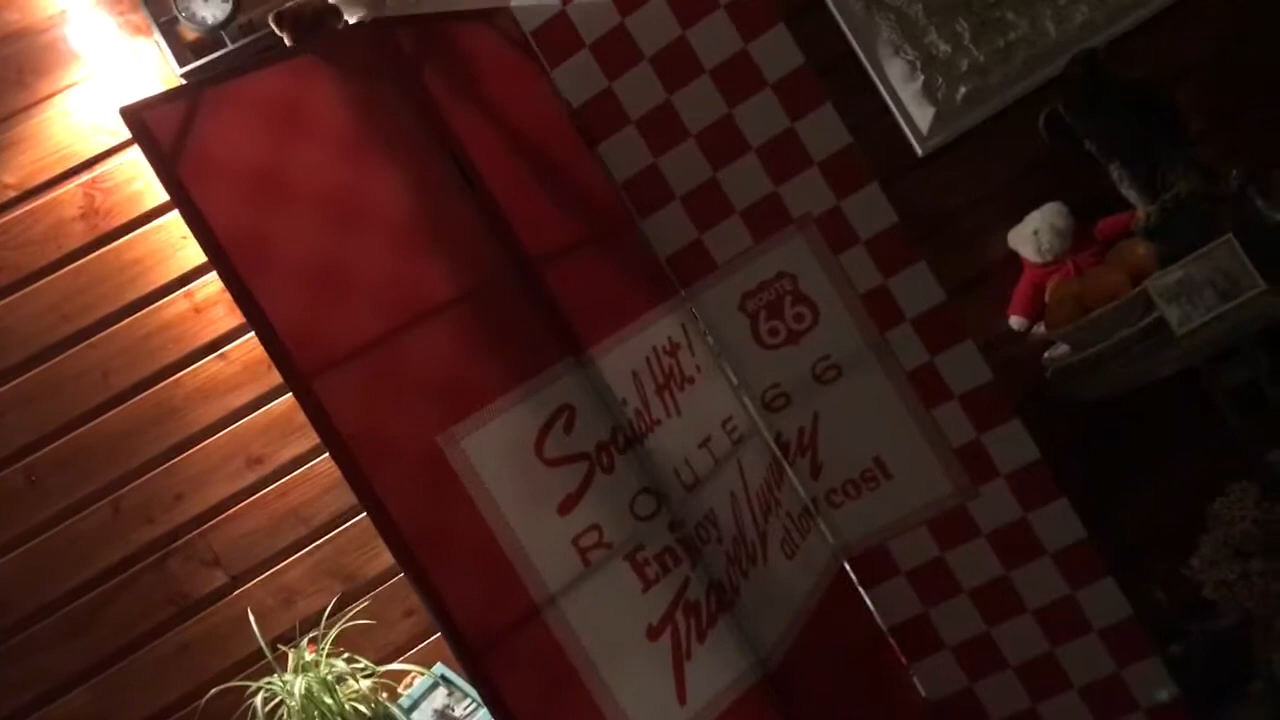 ROUTE
66
Social Hit!
ROUTE 66
Enjoy
Travel Luxury
at low cost